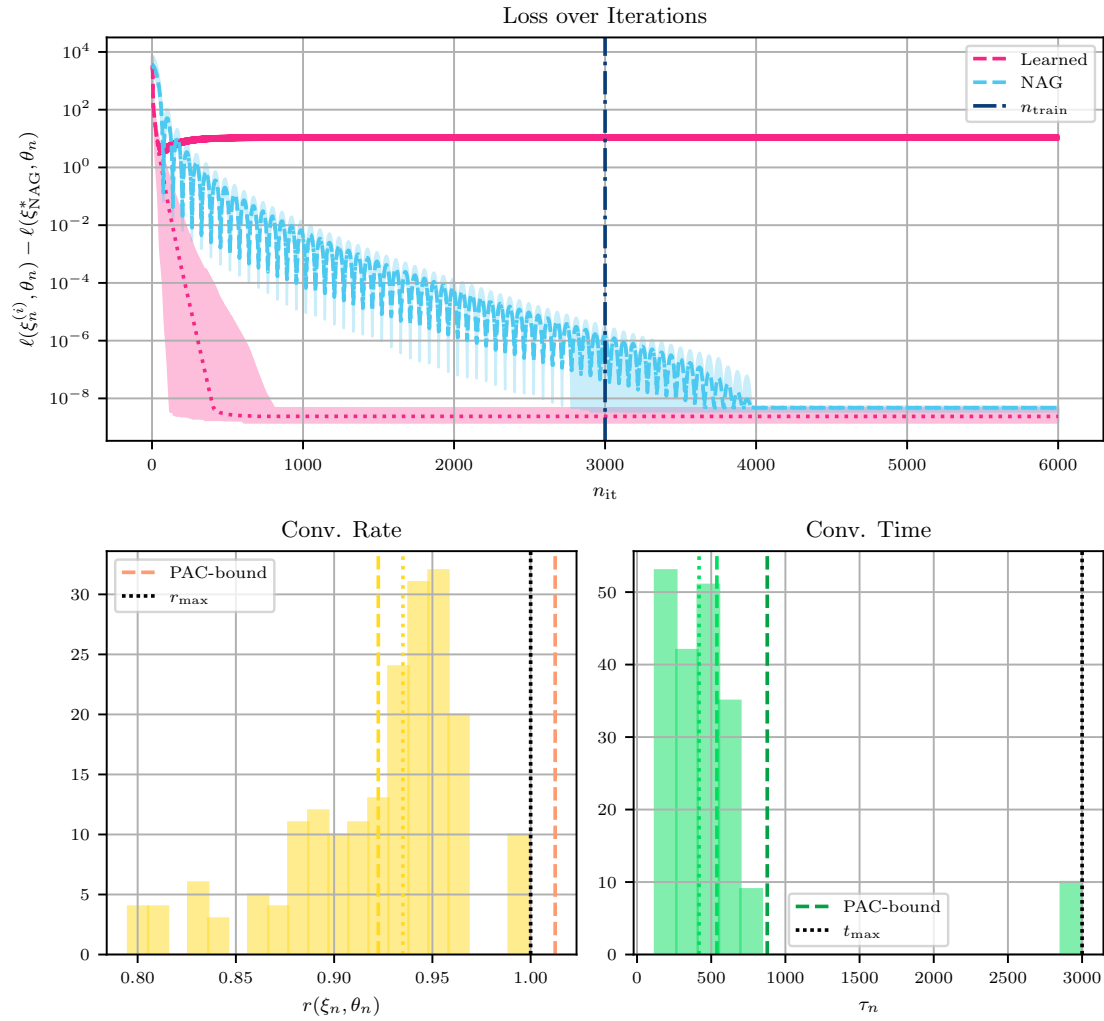 Loss over Iterations
ℓ(ξ_n^{(i)}, θ_n) − ℓ(ξ*_NAG, θ_n)
10^4
10^2
10^0
10^−2
10^−4
10^−6
10^−8
Learned
NAG
n_train
0 1000 2000 3000 4000 5000 6000
n_it
Conv. Rate
30
25
20
15
10
5
0
PAC-bound
r_max
0.80 0.85 0.90 0.95 1.00
r(ξ_n, θ_n)
Conv. Time
50
40
30
20
10
0
PAC-bound
t_max
0 500 1000 1500 2000 2500 3000
τ_n